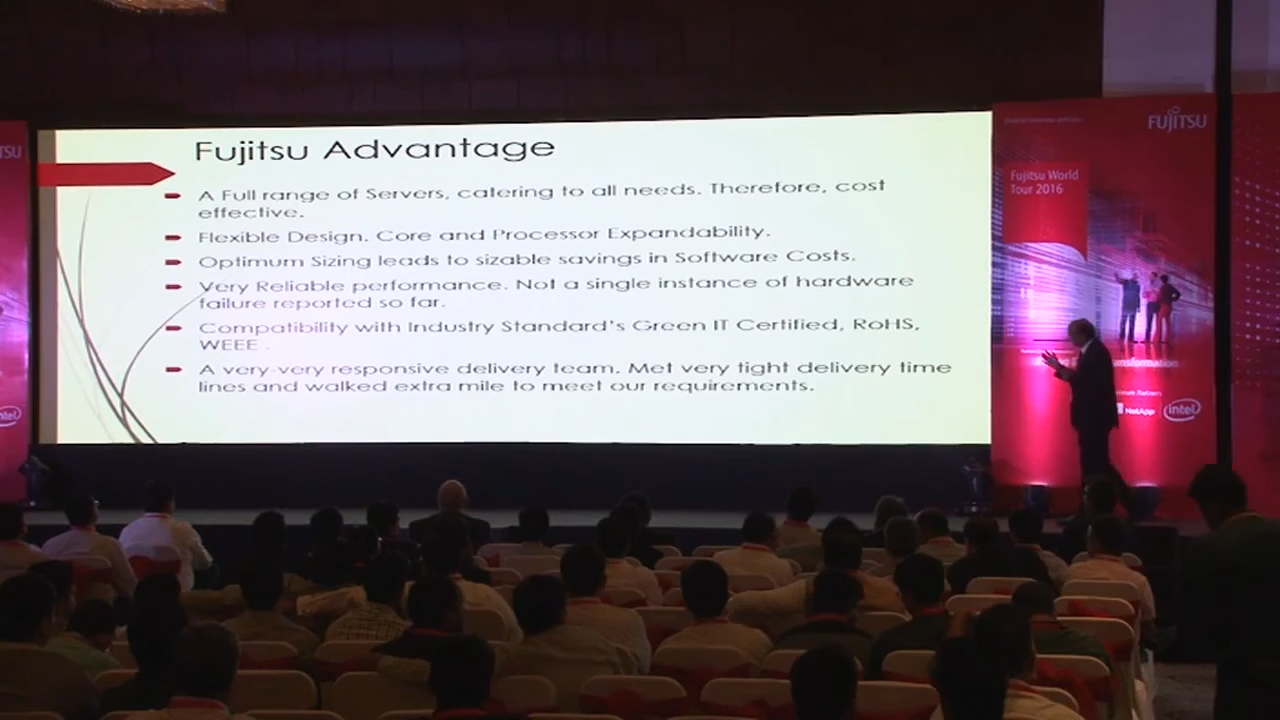 Fujitsu Advantage
A Full range of Servers, catering to all needs. Therefore, cost
effective.
Flexible Design. Core and Processor Expandability.
Optimum Sizing leads to sizable savings in Software Costs.
Very Reliable performance. Not a single instance of hardware
failure reported so far.
Compatibility with Industry Standard's Green IT Certified, RoHS,
WEEE .
A very-very responsive delivery team. Met very tight delivery time
lines and walked extra mile to meet our requirements.
FUJITSU
Fujitsu World
Tour 2016
NetApp
intel